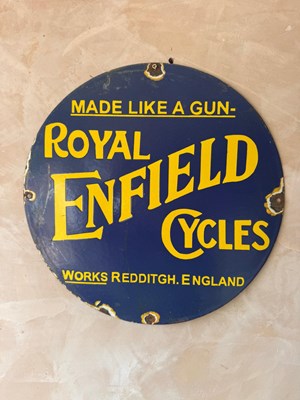 MADE LIKE A GUN-
ROYAL
ENFIELD
CYCLES
WORKS REDDITGH. ENGLAND